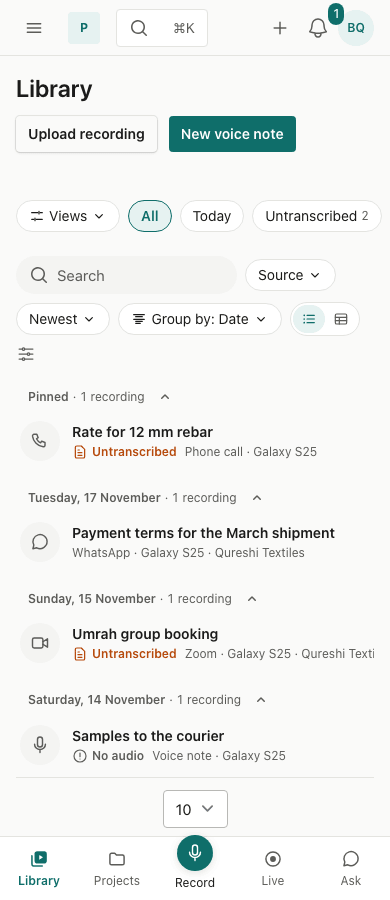 P
⌘K
1
BQ
Library
Upload recording
New voice note
Views
All
Today
Untranscribed 2
Search
Source
Newest
Group by: Date
Pinned · 1 recording
Rate for 12 mm rebar
Untranscribed Phone call · Galaxy S25
Tuesday, 17 November · 1 recording
Payment terms for the March shipment
WhatsApp · Galaxy S25 · Qureshi Textiles
Sunday, 15 November · 1 recording
Umrah group booking
Untranscribed Zoom · Galaxy S25 · Qureshi Texti
Saturday, 14 November · 1 recording
Samples to the courier
No audio Voice note · Galaxy S25
10
Library
Projects
Record
Live
Ask